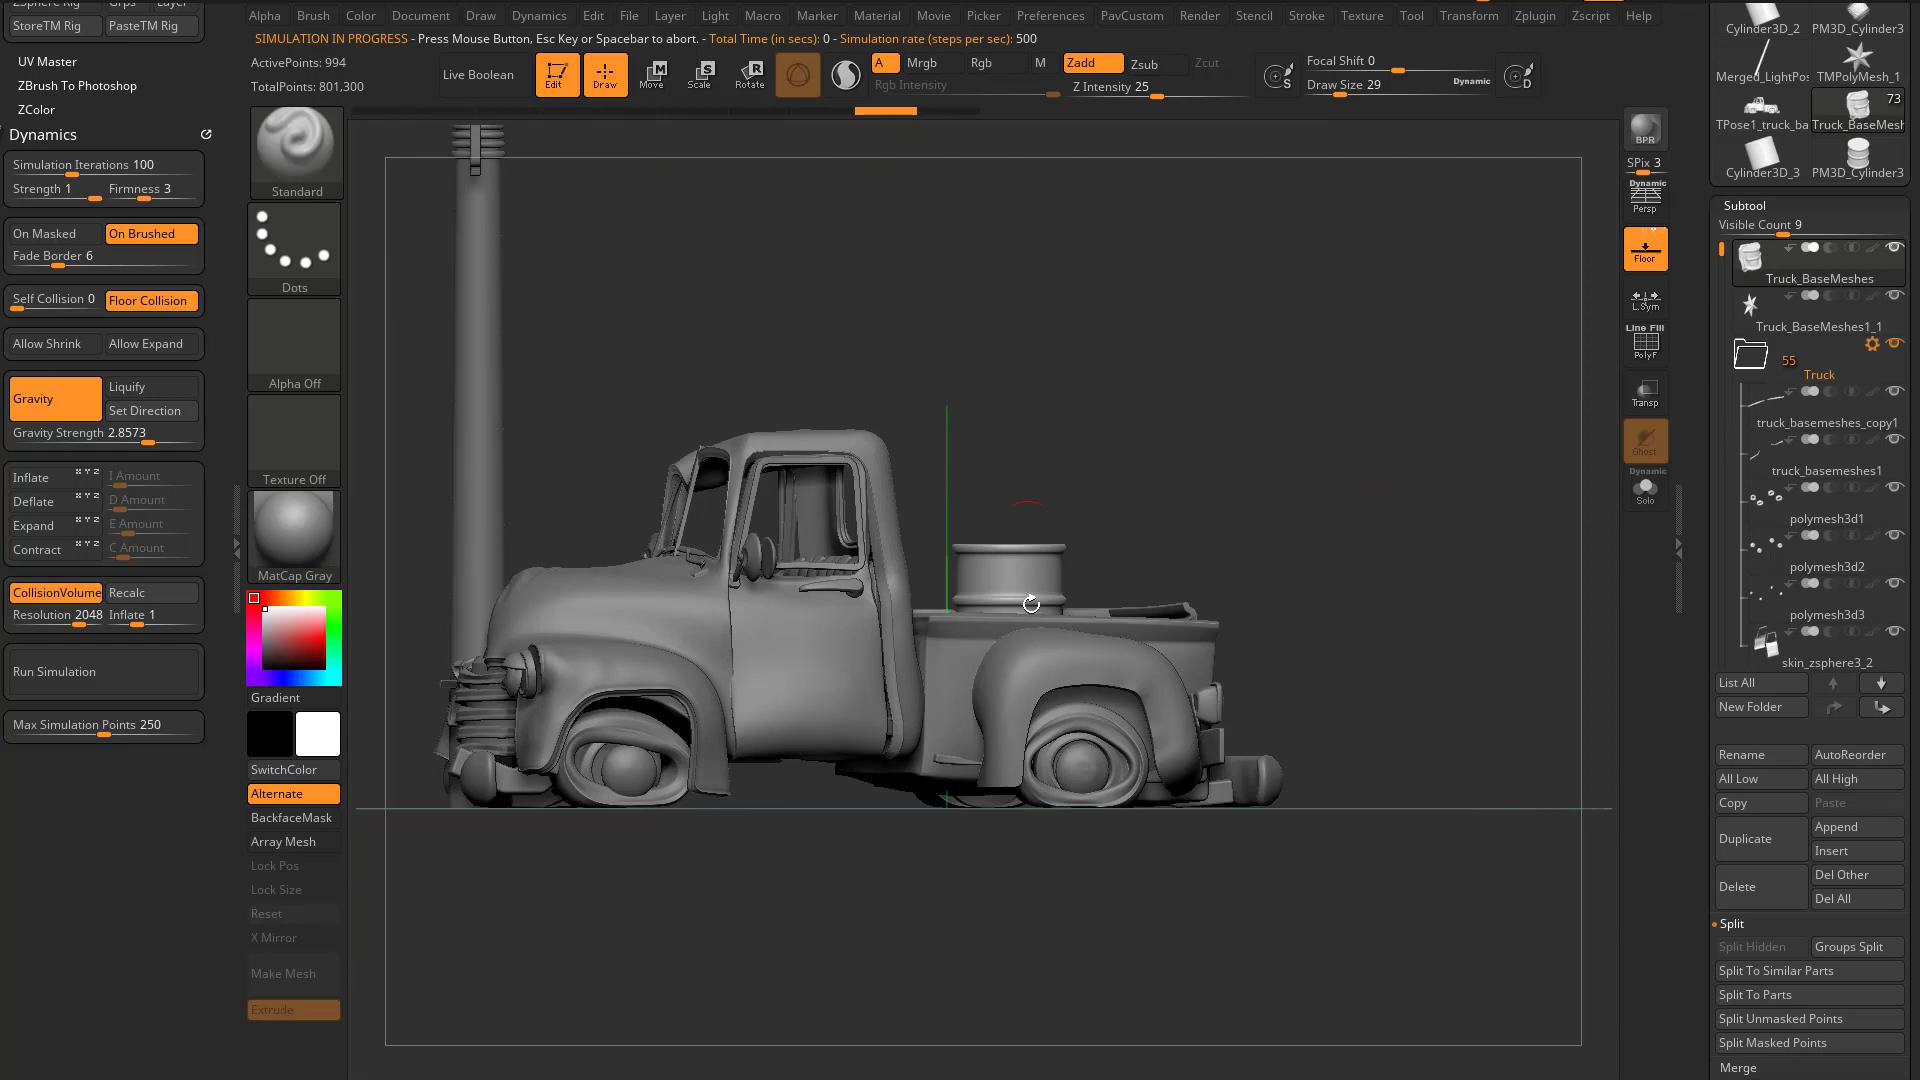 ZSphere Rig Grps Layer
StoreTM Rig PasteTM Rig
UV Master
ZBrush To Photoshop
ZColor
Dynamics
Simulation Iterations 100
Strength 1 Firmness 3
On Masked On Brushed
Fade Border 6
Self Collision 0 Floor Collision
Allow Shrink Allow Expand
Gravity
Liquify
Set Direction
Gravity Strength 2.8573
Inflate X Y Z I Amount
Deflate X Y Z D Amount
Expand X Y Z E Amount
Contract X Y Z C Amount
CollisionVolume Recalc
Resolution 2048 Inflate 1
Run Simulation
Max Simulation Points 250
Alpha Brush Color Document Draw Dynamics Edit File Layer Light Macro Marker Material Movie Picker Preferences PavCustom Render Stencil Stroke Texture Tool Transform Zplugin Zscript Help
SIMULATION IN PROGRESS - Press Mouse Button, Esc Key or Spacebar to abort. - Total Time (in secs): 0 - Simulation rate (steps per sec): 500
ActivePoints: 994
TotalPoints: 801,300
Live Boolean
Edit
Draw
Move
Scale
Rotate
A Mrgb Rgb M Zadd Zsub Zcut
Rgb Intensity Z Intensity 25
Focal Shift 0
Draw Size 29 Dynamic
S
D
Standard
Dots
Alpha Off
Texture Off
MatCap Gray
Gradient
SwitchColor
Alternate
BackfaceMask
Array Mesh
Lock Pos
Lock Size
Reset
X Mirror
Make Mesh
Extrude
BPR
SPix 3
Dynamic
Persp
Floor
L.Sym
Line Fill
PolyF
Transp
Ghost
Dynamic
Solo
Cylinder3D_2 PM3D_Cylinder3
Merged_LightPos TMPolyMesh_1
73
TPose1_truck_ba Truck_BaseMesh
Cylinder3D_3 PM3D_Cylinder3
Subtool
Visible Count 9
Truck_BaseMeshes
Truck_BaseMeshes1_1
55
Truck
truck_basemeshes_copy1
truck_basemeshes1
polymesh3d1
polymesh3d2
polymesh3d3
skin_zsphere3_2
List All
New Folder
Rename AutoReorder
All Low All High
Copy Paste
Duplicate
Append
Insert
Delete
Del Other
Del All
Split
Split Hidden Groups Split
Split To Similar Parts
Split To Parts
Split Unmasked Points
Split Masked Points
Merge